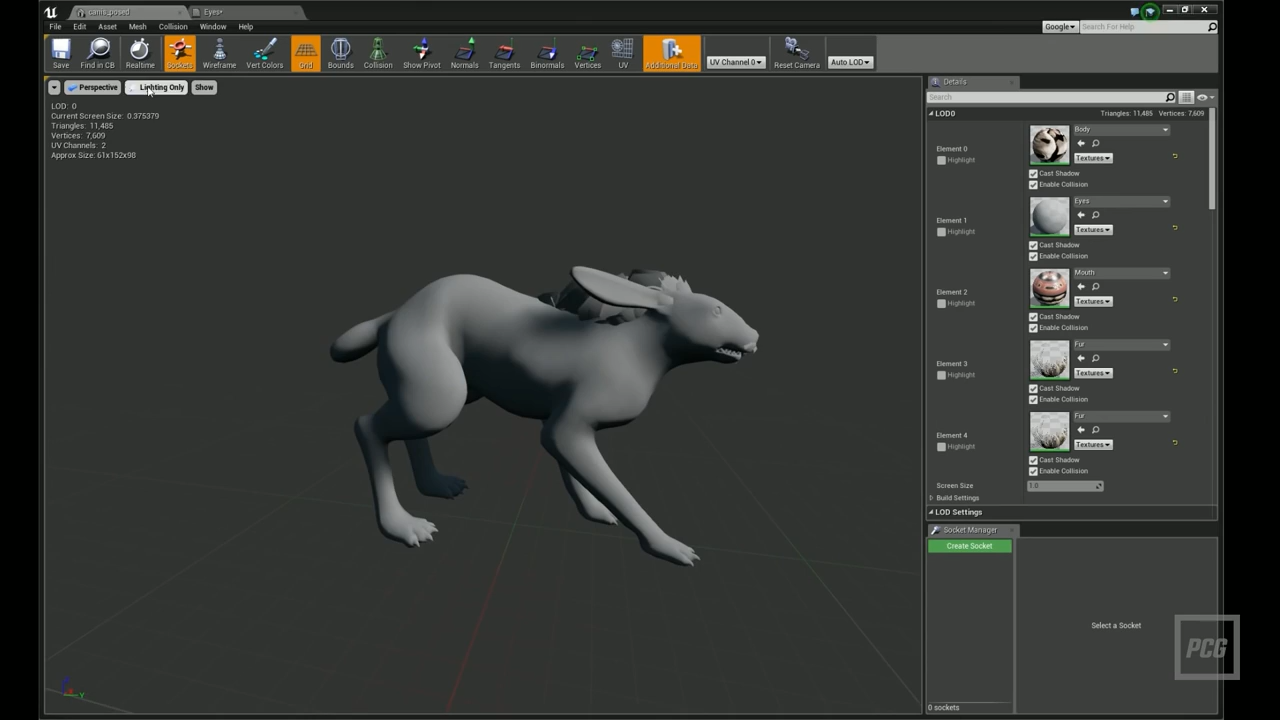 cams_posed
Eyes*
File Edit Asset Mesh Collision Window Help
Google
Search For Help
Save
Find in CB
Realtime
Sockets
Wireframe
Vert Colors
Grid
Bounds
Collision
Show Pivot
Normals
Tangents
Binormals
Vertices
UV
Additional Data
UV Channel 0
Reset Camera
Auto LOD
Perspective
Lighting Only
Show
LOD: 0
Current Screen Size: 0.375379
Triangles: 11,485
Vertices: 7,609
UV Channels: 2
Approx Size: 61x152x98
Y
Details
Search
LOD0
Triangles: 11,485 Vertices: 7,609
Element 0
Highlight
Body
Textures
Cast Shadow
Enable Collision
Element 1
Highlight
Eyes
Textures
Cast Shadow
Enable Collision
Element 2
Highlight
Mouth
Textures
Cast Shadow
Enable Collision
Element 3
Highlight
Fur
Textures
Cast Shadow
Enable Collision
Element 4
Highlight
Fur
Textures
Cast Shadow
Enable Collision
Screen Size
1.0
Build Settings
LOD Settings
Socket Manager
Create Socket
Select a Socket
0 sockets
PCG